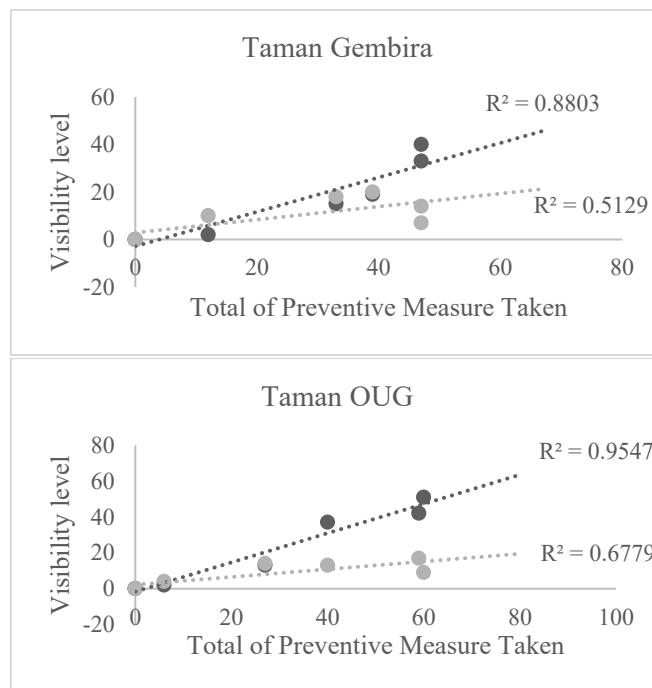 Taman Gembira
60
R² = 0.8803
40
20
R² = 0.5129
0
0 20 40 60 80
-20
Visibility level
Total of Preventive Measure Taken
Taman OUG
80
R² = 0.9547
60
40
20
R² = 0.6779
0
0 20 40 60 80 100
-20
Visibility level
Total of Preventive Measure Taken